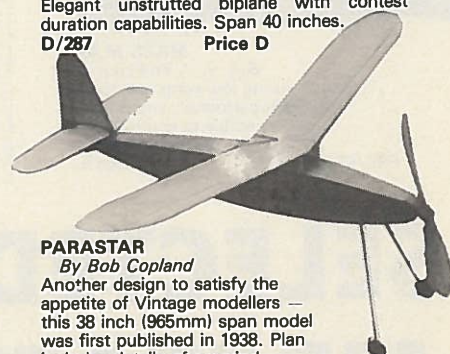 Elegant unstrutted biplane with contest
duration capabilities. Span 40 inches.
D/287 Price D
PARASTAR
By Bob Copland
Another design to satisfy the
appetite of Vintage modellers —
this 38 inch (965mm) span model
was first published in 1938. Plan